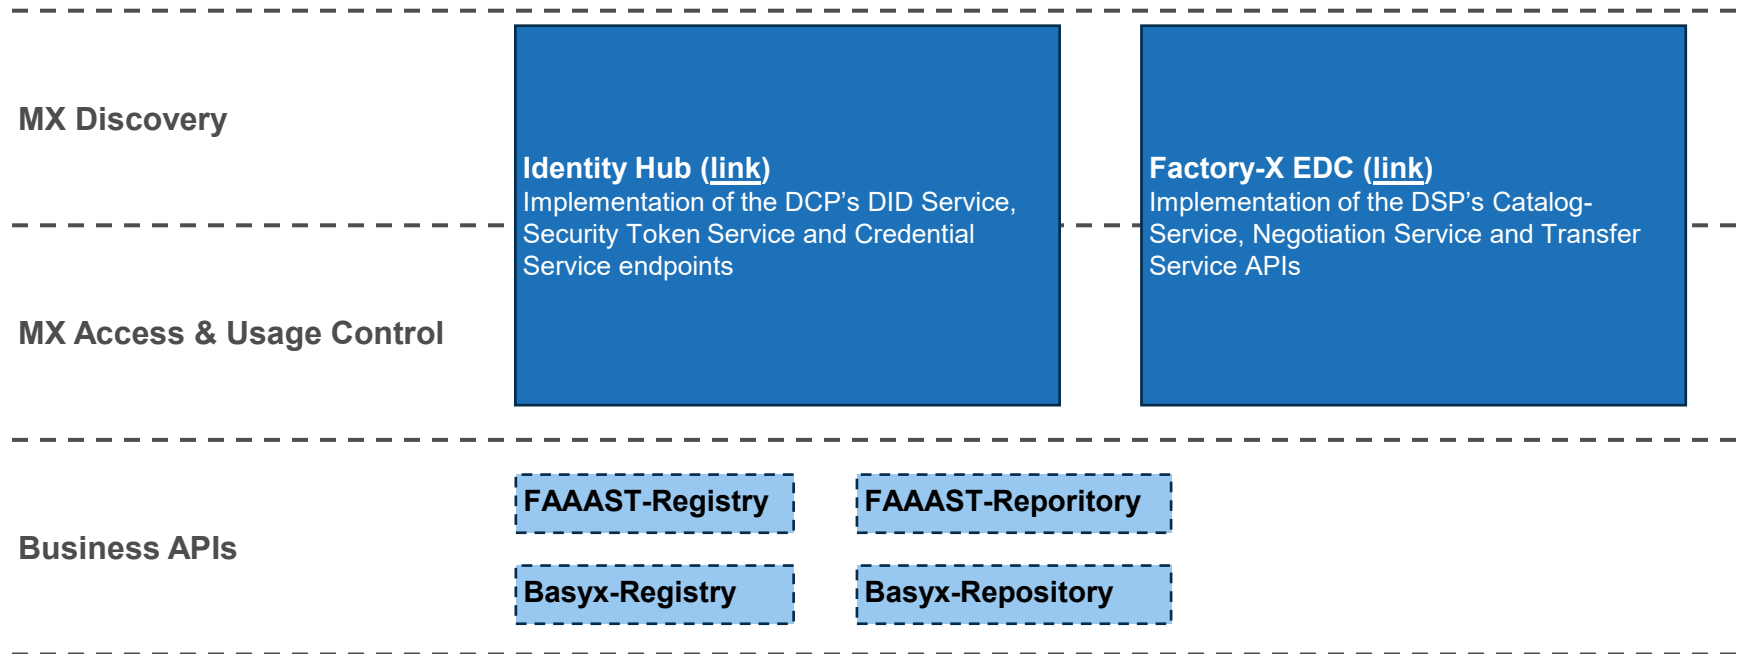 MX Discovery
Identity Hub (link)
Implementation of the DCP’s DID Service,
Security Token Service and Credential
Service endpoints
Factory-X EDC (link)
Implementation of the DSP’s Catalog-
Service, Negotiation Service and Transfer
Service APIs
MX Access & Usage Control
Business APIs
FAAAST-Registry
FAAAST-Reporitory
Basyx-Registry
Basyx-Repository